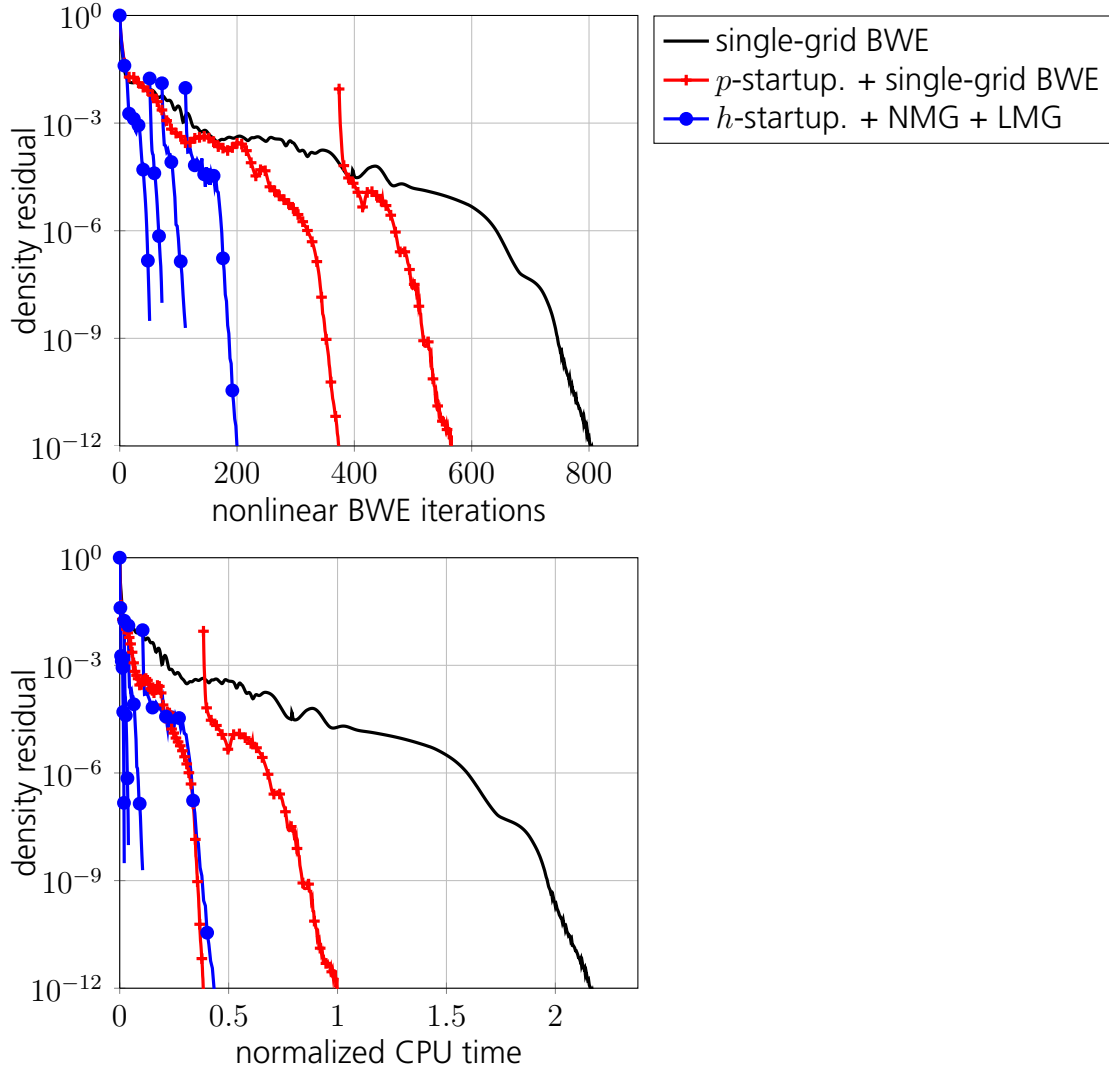 10^0
10^−3
10^−6
10^−9
10^−12
density residual
0 200 400 600 800
nonlinear BWE iterations
single-grid BWE
p-startup. + single-grid BWE
h-startup. + NMG + LMG
10^0
10^−3
10^−6
10^−9
10^−12
density residual
0 0.5 1 1.5 2
normalized CPU time